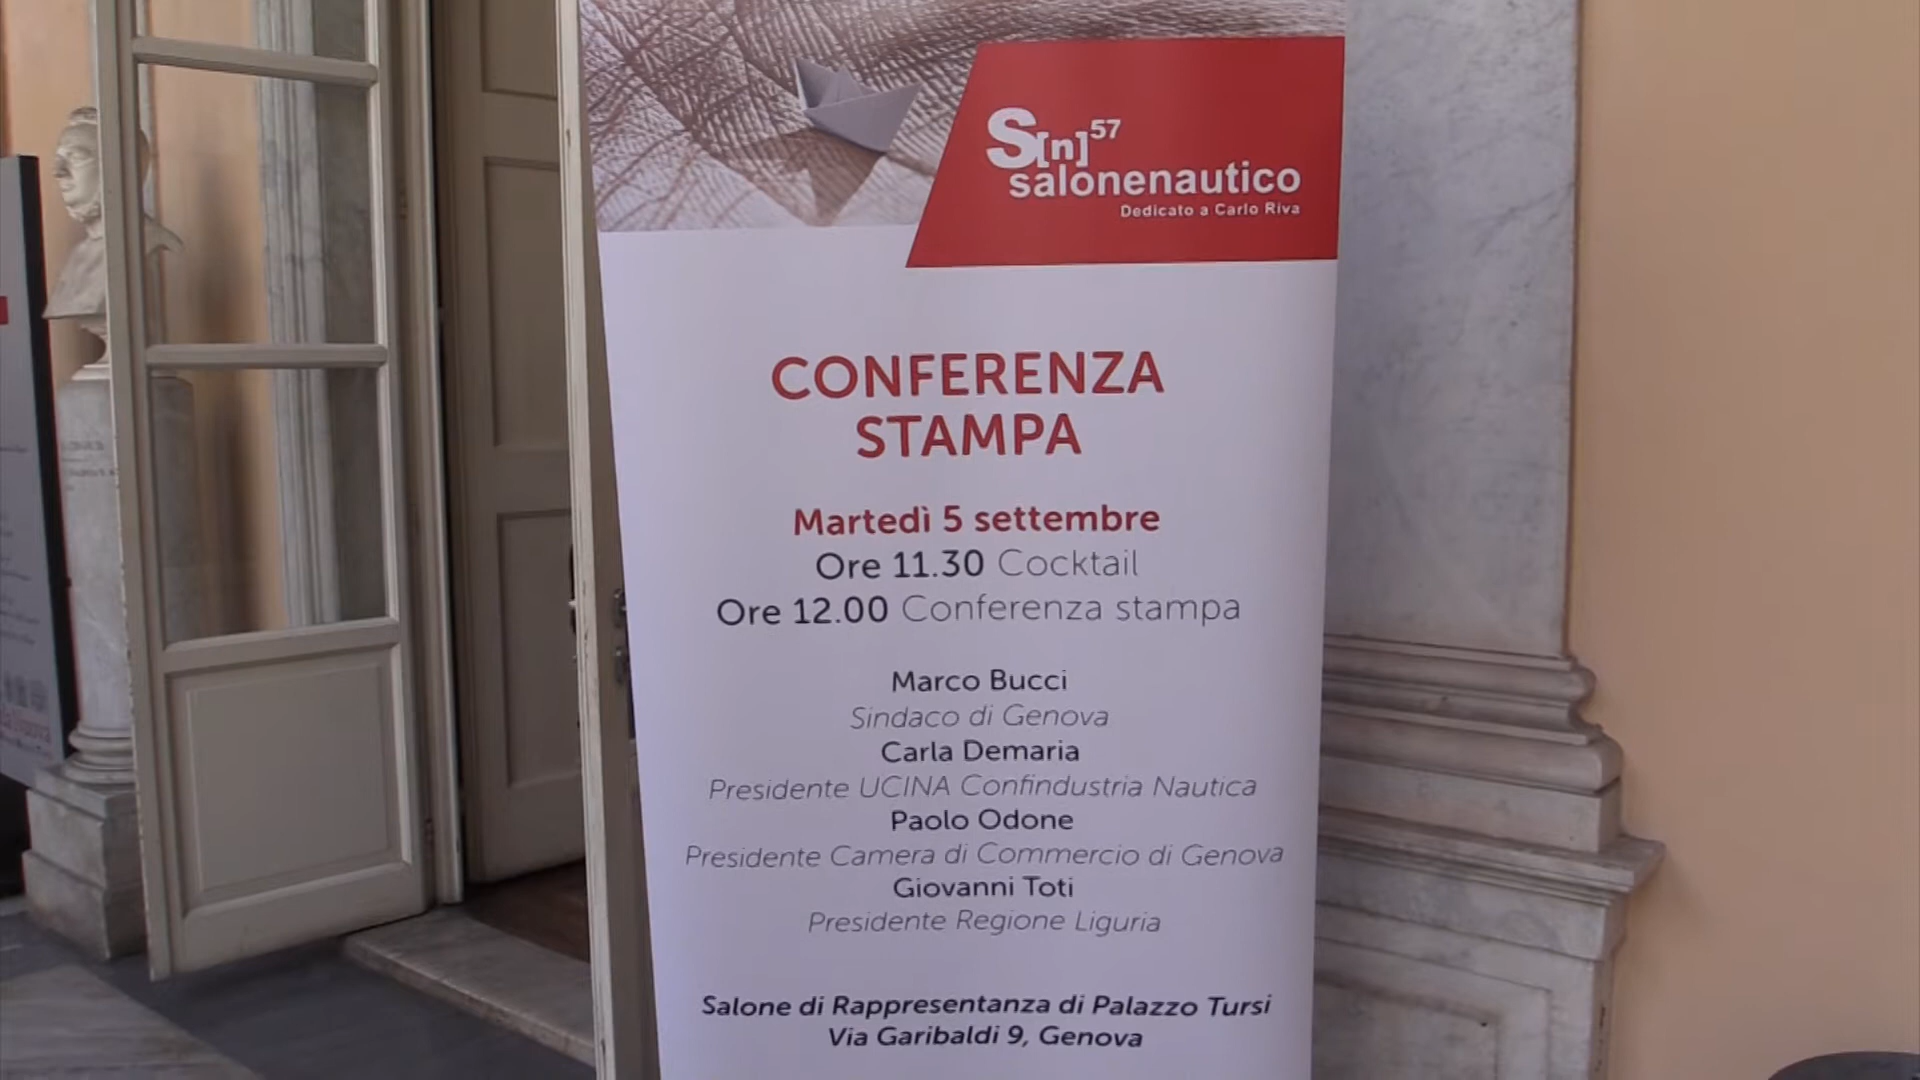 S[n]57
salonenautico
Dedicato a Carlo Riva
CONFERENZA
STAMPA
Martedì 5 settembre
Ore 11.30 Cocktail
Ore 12.00 Conferenza stampa
Marco Bucci
Sindaco di Genova
Carla Demaria
Presidente UCINA Confindustria Nautica
Paolo Odone
Presidente Camera di Commercio di Genova
Giovanni Toti
Presidente Regione Liguria
Salone di Rappresentanza di Palazzo Tursi
Via Garibaldi 9, Genova